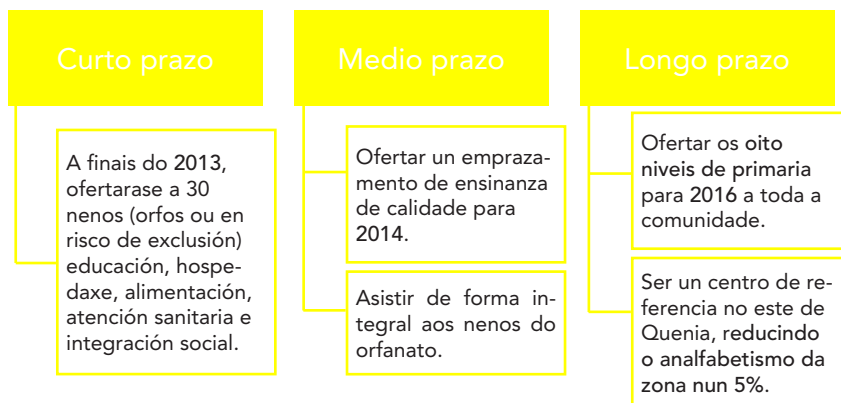 Curto prazo
A finais do 2013,
ofertarase a 30
nenos (orfos ou en
risco de exclusión)
educación, hospe-
daxe, alimentación,
atención sanitaria e
integración social.
Medio prazo
Ofertar un empraza-
mento de ensinanza
de calidade para
2014.
Asistir de forma in-
tegral aos nenos do
orfanato.
Longo prazo
Ofertar os oito
niveis de primaria
para 2016 a toda a
comunidade.
Ser un centro de re-
ferencia no este de
Quenia, reducindo
o analfabetismo da
zona nun 5%.